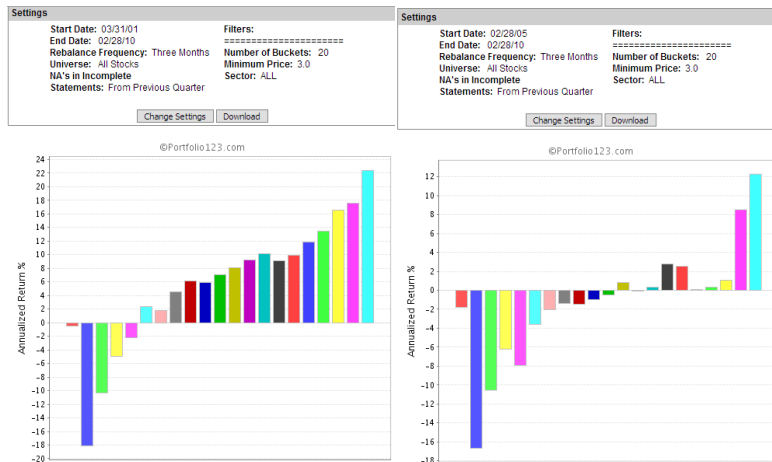 Settings
Start Date: 03/31/01
Filters:
End Date: 02/28/10
======================
Rebalance Frequency: Three Months
Number of Buckets: 20
Universe: All Stocks
Minimum Price: 3.0
NA's in Incomplete
Sector: ALL
Statements: From Previous Quarter
Change Settings
Download
©Portfolio123.com
24
22
20
18
16
14
12
10
8
6
4
2
0
-2
-4
-6
-8
-10
-12
-14
-16
-18
-20
Annualized Return %
Settings
Start Date: 02/28/05
Filters:
End Date: 02/28/10
======================
Rebalance Frequency: Three Months
Number of Buckets: 20
Universe: All Stocks
Minimum Price: 3.0
NA's in Incomplete
Sector: ALL
Statements: From Previous Quarter
Change Settings
Download
©Portfolio123.com
12
10
8
6
4
2
0
-2
-4
-6
-8
-10
-12
-14
-16
-18
Annualized Return %